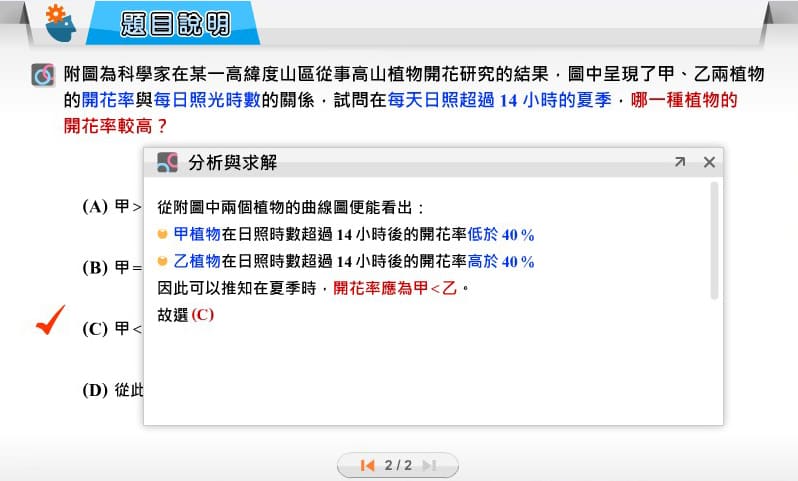 題目說明
附圖為科學家在某一高緯度山區從事高山植物開花研究的結果，圖中呈現了甲、乙兩植物
的開花率與每日照光時數的關係，試問在每天日照超過 14 小時的夏季，哪一種植物的
開花率較高？
分析與求解
(A) 甲>
從附圖中兩個植物的曲線圖便能看出：
甲植物在日照時數超過 14 小時後的開花率低於 40 %
乙植物在日照時數超過 14 小時後的開花率高於 40 %
(B) 甲=
因此可以推知在夏季時，開花率應為甲<乙。
故選 (C)
(C) 甲<
(D) 從此
2 / 2